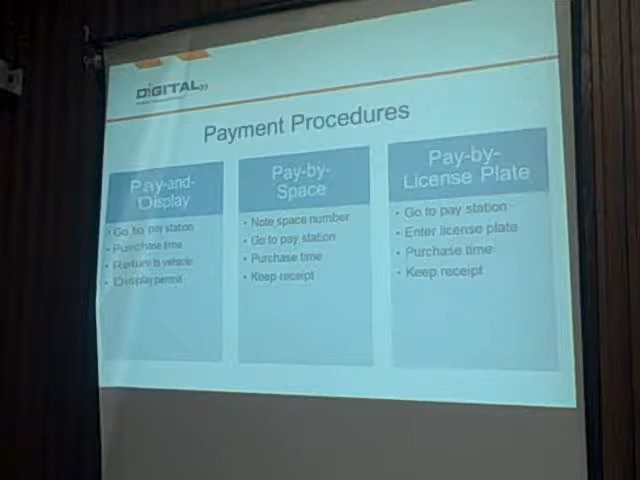 DIGITAL
Payment Procedures
Pay-and-
Display
• Go to pay station
• Purchase time
• Return to vehicle
• Display permit
Pay-by-
Space
• Note space number
• Go to pay station
• Purchase time
• Keep receipt
Pay-by-
License Plate
• Go to pay station
• Enter license plate
• Purchase time
• Keep receipt